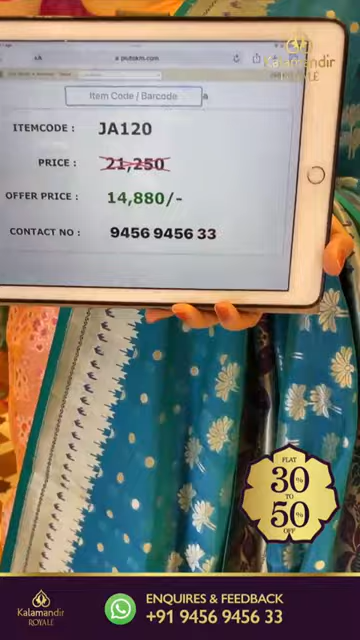 Kalamandir
ROYALE
Item Code / Barcode
ITEMCODE : JA120
PRICE : 21,250
OFFER PRICE : 14,880/-
CONTACT NO : 9456 9456 33
FLAT
30%
TO
50%
OFF
Kalamandir
ROYALE
ENQUIRES & FEEDBACK
+91 9456 9456 33